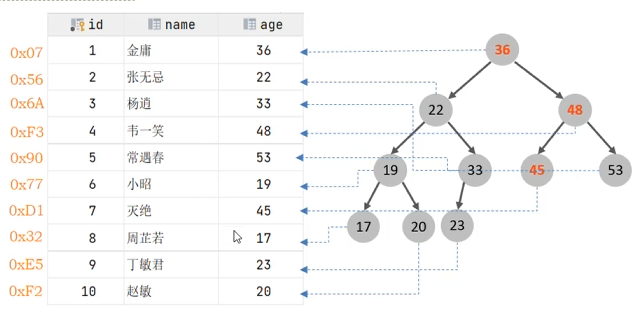 id name age
0x07 1 金庸 36
0x56 2 张无忌 22
0x6A 3 杨逍 33
0xF3 4 韦一笑 48
0x90 5 常遇春 53
0x77 6 小昭 19
0xD1 7 灭绝 45
0x32 8 周芷若 17
0xE5 9 丁敏君 23
0xF2 10 赵敏 20
36
22 48
19 33 45 53
17 20 23